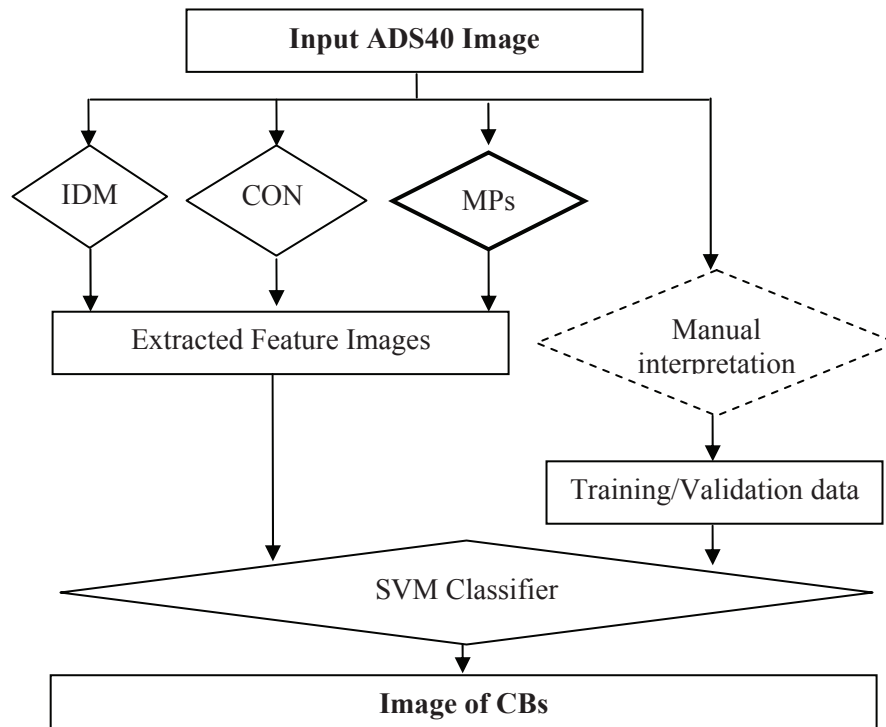 Input ADS40 Image
IDM
CON
MPs
Extracted Feature Images
Manual
interpretation
Training/Validation data
SVM Classifier
Image of CBs